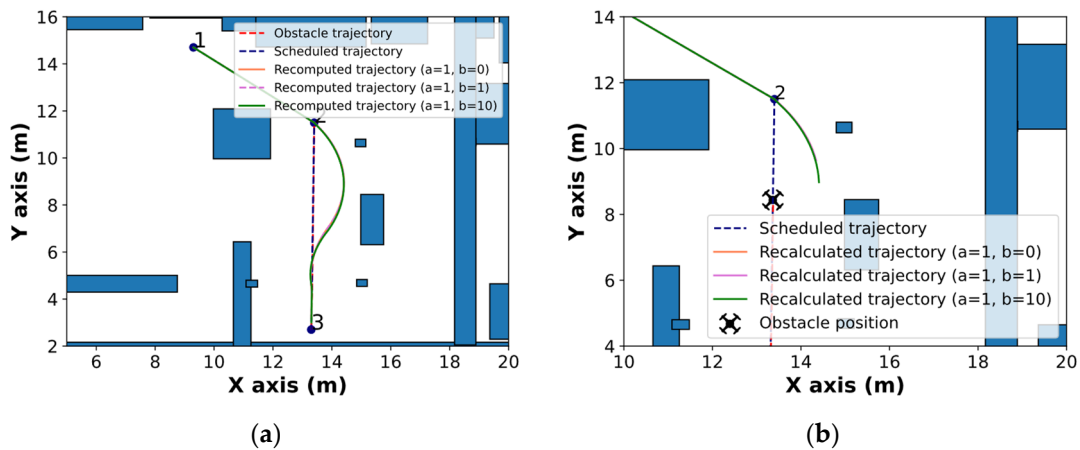 16
14
12
10
8
6
4
2
Y axis (m)
6 8 10 12 14 16 18 20
X axis (m)
1
2
3
Obstacle trajectory
Scheduled trajectory
Recomputed trajectory (a=1, b=0)
Recomputed trajectory (a=1, b=1)
Recomputed trajectory (a=1, b=10)
(a)
14
12
10
8
6
4
Y axis (m)
10 12 14 16 18 20
X axis (m)
2
Scheduled trajectory
Recalculated trajectory (a=1, b=0)
Recalculated trajectory (a=1, b=1)
Recalculated trajectory (a=1, b=10)
Obstacle position
(b)